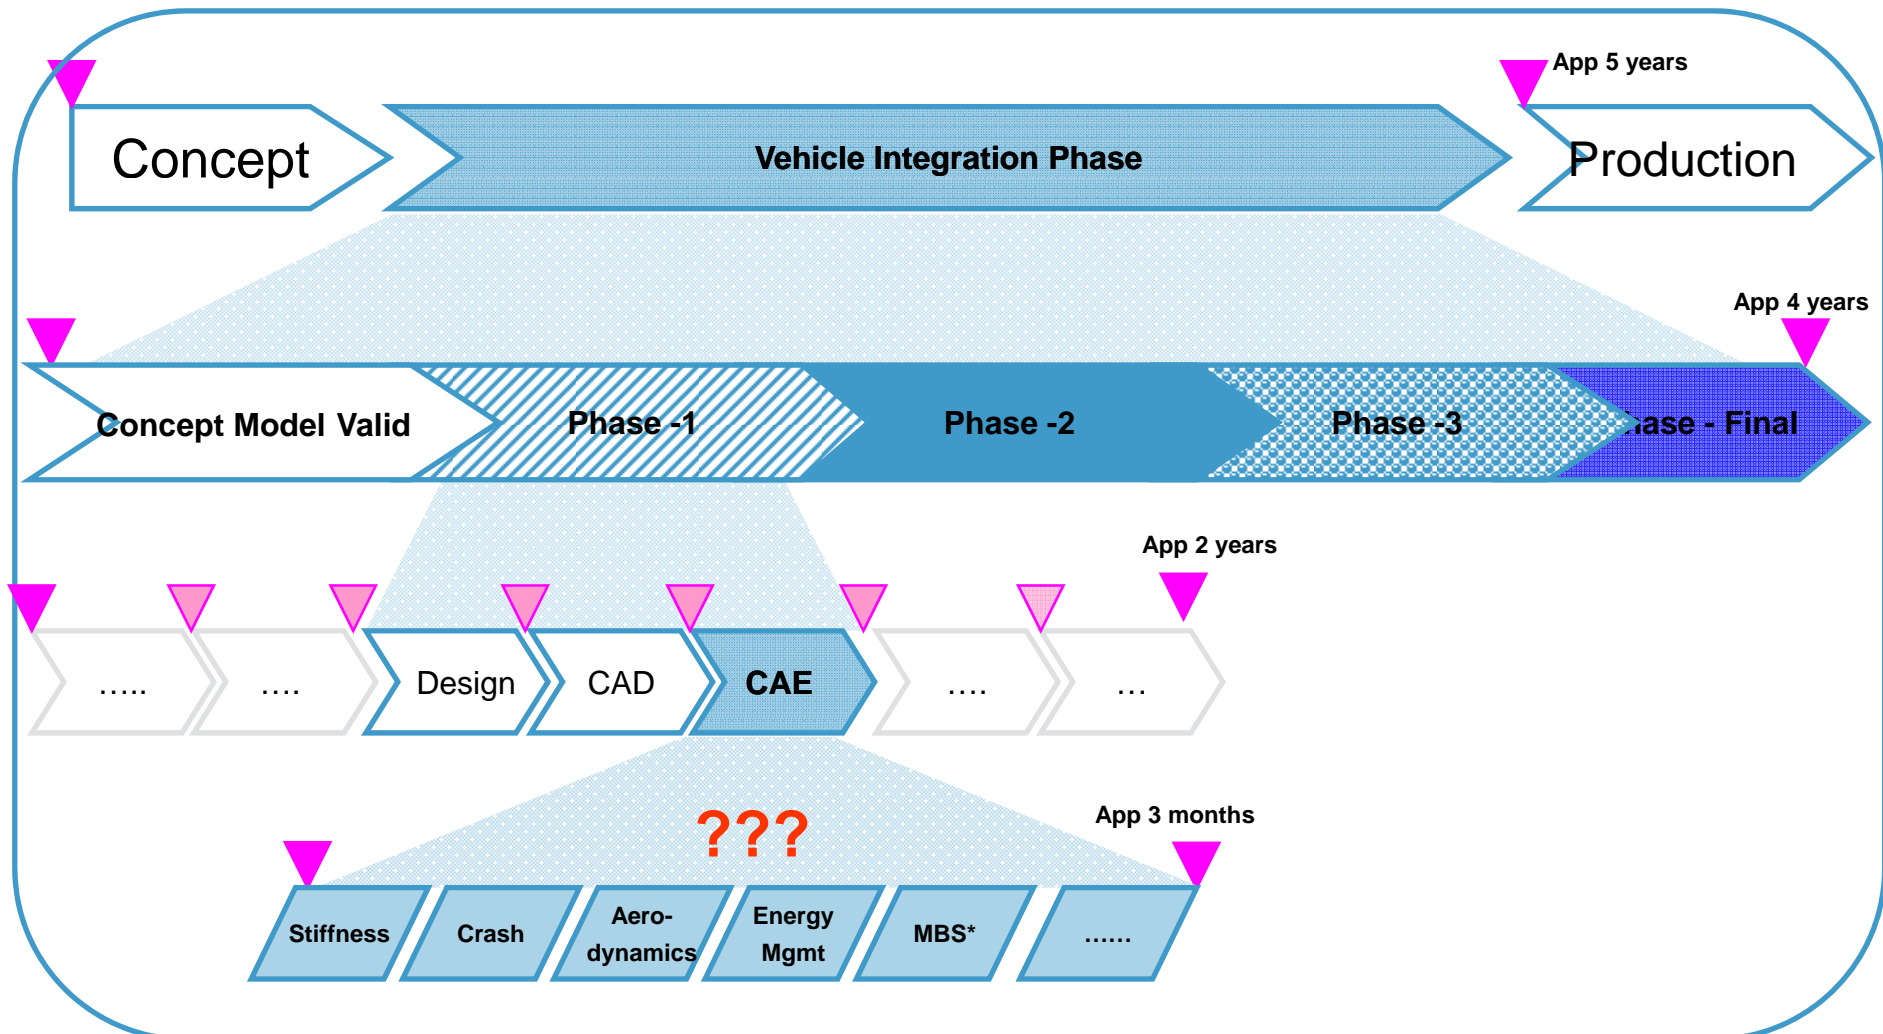 App 5 years
Concept
Vehicle Integration Phase
Production
App 4 years
Concept Model Valid
Phase -1
Phase -2
Phase -3
hase - Final
App 2 years
.....
....
Design
CAD
CAE
....
...
???
App 3 months
Stiffness
Crash
Aero-
dynamics
Energy
Mgmt
MBS*
......